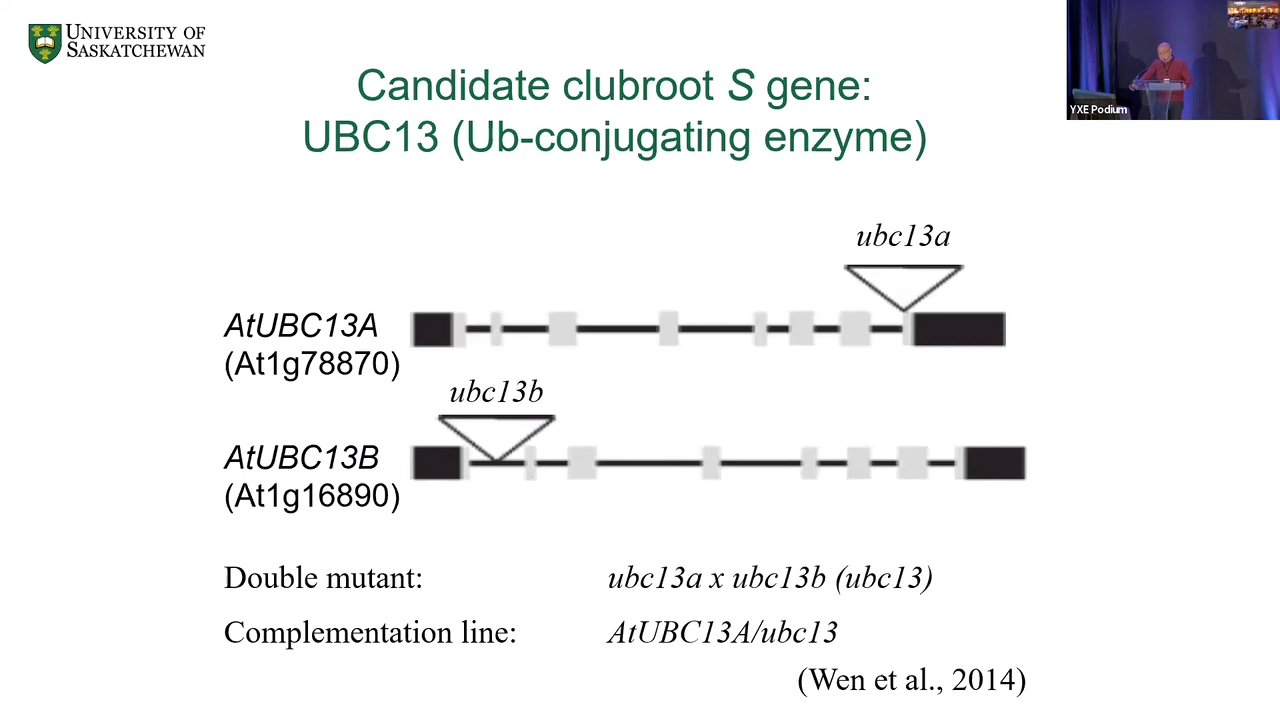 UNIVERSITY OF
SASKATCHEWAN
YXE Podium
Candidate clubroot S gene:
UBC13 (Ub-conjugating enzyme)
ubc13a
AtUBC13A
(At1g78870)
ubc13b
AtUBC13B
(At1g16890)
Double mutant: ubc13a x ubc13b (ubc13)
Complementation line: AtUBC13A/ubc13
(Wen et al., 2014)